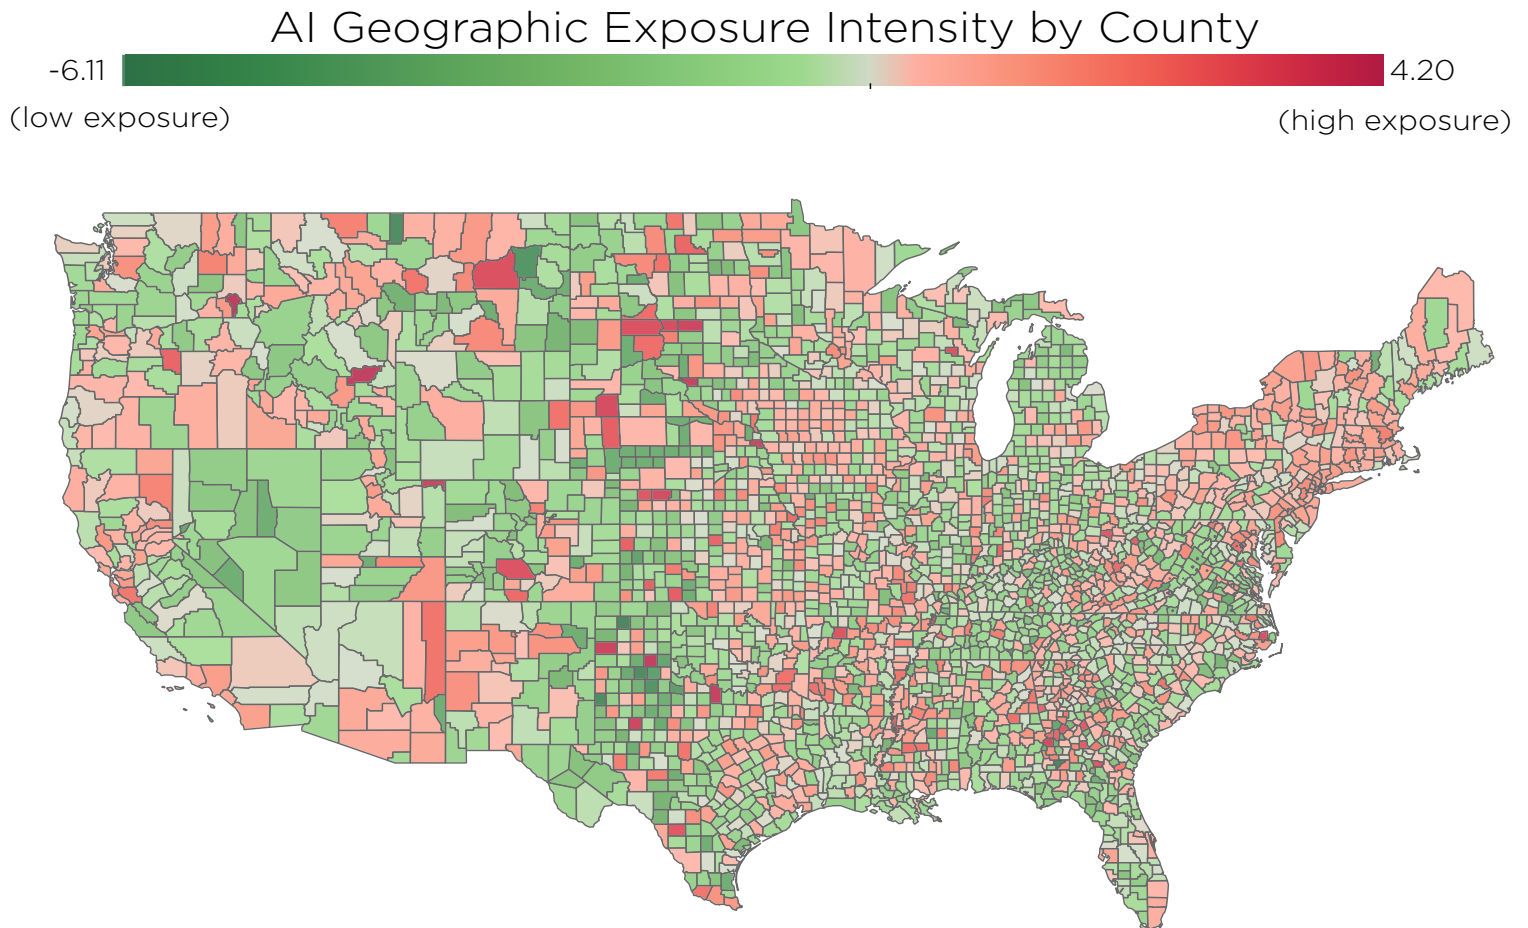 AI Geographic Exposure Intensity by County
-6.11 4.20
(low exposure) (high exposure)